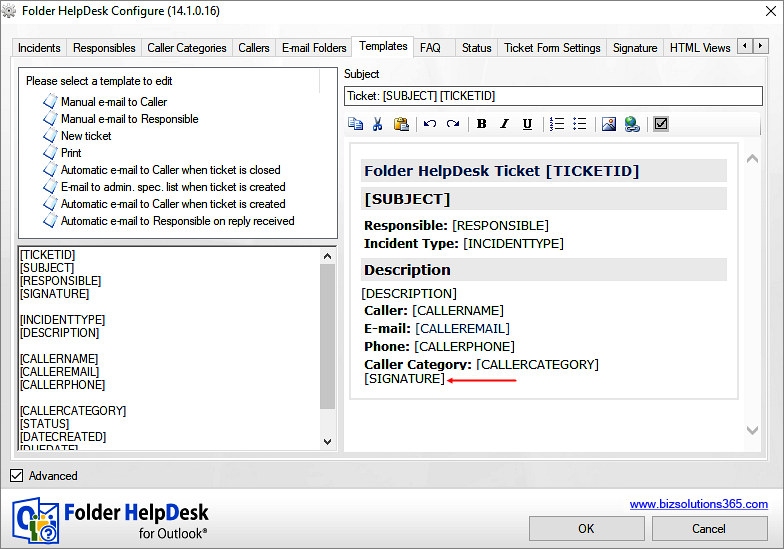 Folder HelpDesk Configure (14.1.0.16)
Incidents Responsibles Caller Categories Callers E-mail Folders Templates FAQ Status Ticket Form Settings Signature HTML Views
Please select a template to edit
Manual e-mail to Caller
Manual e-mail to Responsible
New ticket
Print
Automatic e-mail to Caller when ticket is closed
E-mail to admin. spec. list when ticket is created
Automatic e-mail to Caller when ticket is created
Automatic e-mail to Responsible on reply received
[TICKETID]
[SUBJECT]
[RESPONSIBLE]
[SIGNATURE]
[INCIDENTTYPE]
[DESCRIPTION]
[CALLERNAME]
[CALLEREMAIL]
[CALLERPHONE]
[CALLERCATEGORY]
[STATUS]
[DATECREATED]
[DUEDATE]
Subject
Ticket: [SUBJECT] [TICKETID]
B I U
Folder HelpDesk Ticket [TICKETID]
[SUBJECT]
Responsible: [RESPONSIBLE]
Incident Type: [INCIDENTTYPE]
Description
[DESCRIPTION]
Caller: [CALLERNAME]
E-mail: [CALLEREMAIL]
Phone: [CALLERPHONE]
Caller Category: [CALLERCATEGORY]
[SIGNATURE]
Advanced
Folder HelpDesk
for Outlook®
www.bizsolutions365.com
OK Cancel